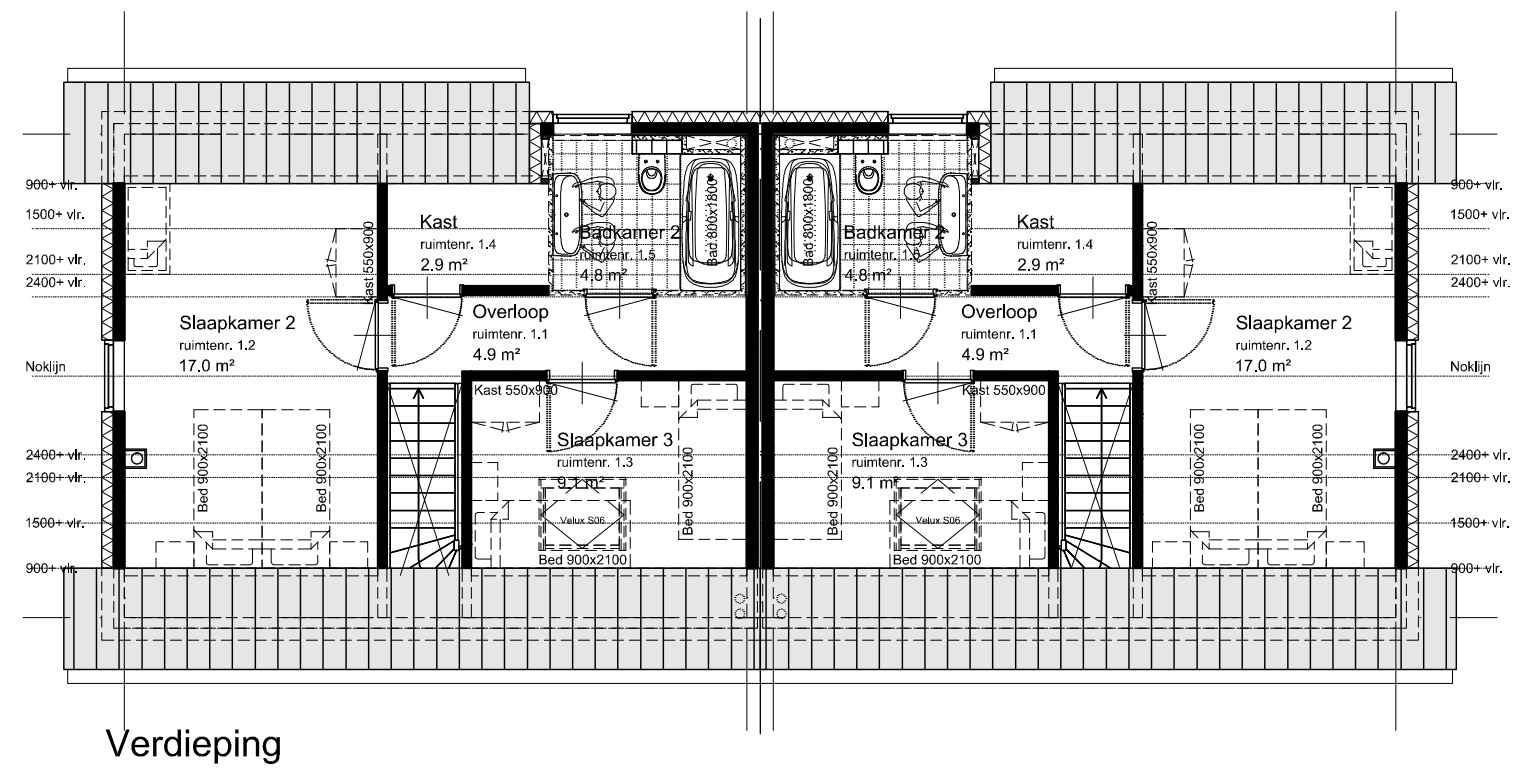 900+ vlr.
1500+ vlr.
2100+ vlr.
2400+ vlr.
Noklijn
2400+ vlr.
2100+ vlr.
1500+ vlr.
900+ vlr.
Slaapkamer 2
ruimtenr. 1.2
17.0 m²
Kast 550x900
Bed 900x2100
Bed 900x2100
Kast
ruimtenr. 1.4
2.9 m²
Badkamer 2
ruimtenr. 1.5
4.8 m²
Bad 800x1800
Overloop
ruimtenr. 1.1
4.9 m²
Kast 550x900
Slaapkamer 3
ruimtenr. 1.3
9.1 m²
Velux S06
Bed 900x2100
Bed 900x2100
Bad 800x1800
Badkamer 2
ruimtenr. 1.5
4.8 m²
Kast
ruimtenr. 1.4
2.9 m²
Overloop
ruimtenr. 1.1
4.9 m²
Kast 550x900
Slaapkamer 3
ruimtenr. 1.3
9.1 m²
Bed 900x2100
Velux S06
Bed 900x2100
Kast 550x900
Slaapkamer 2
ruimtenr. 1.2
17.0 m²
Bed 900x2100
Bed 900x2100
900+ vlr.
1500+ vlr.
2100+ vlr.
2400+ vlr.
Noklijn
2400+ vlr.
2100+ vlr.
1500+ vlr.
900+ vlr.
Verdieping